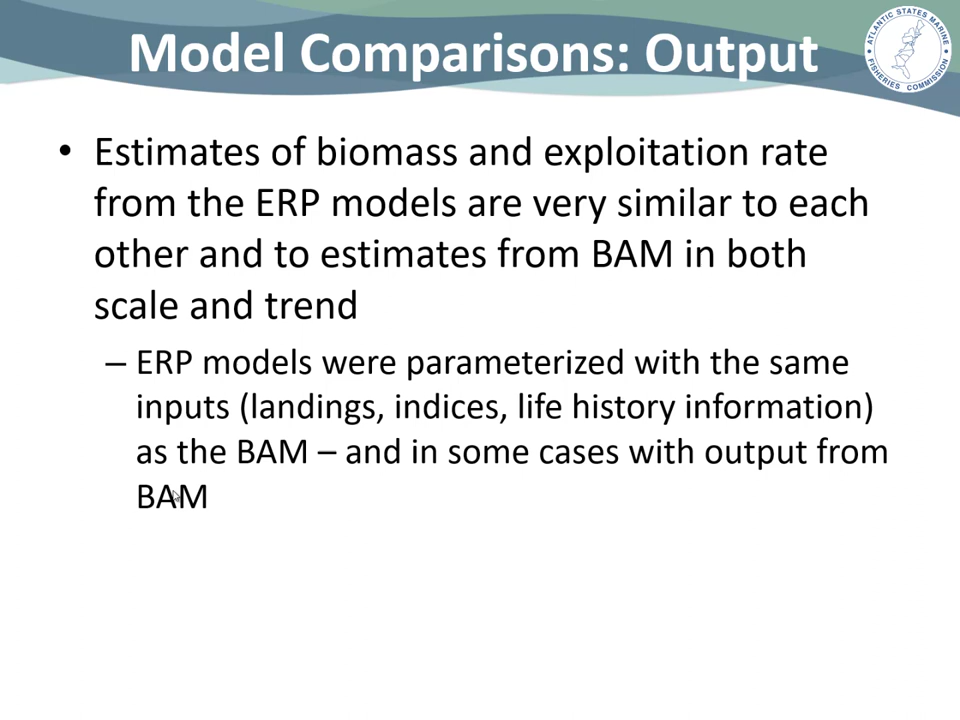 Model Comparisons: Output
ATLANTIC STATES MARINE
FISHERIES COMMISSION
• Estimates of biomass and exploitation rate
from the ERP models are very similar to each
other and to estimates from BAM in both
scale and trend
– ERP models were parameterized with the same
inputs (landings, indices, life history information)
as the BAM – and in some cases with output from
BAM